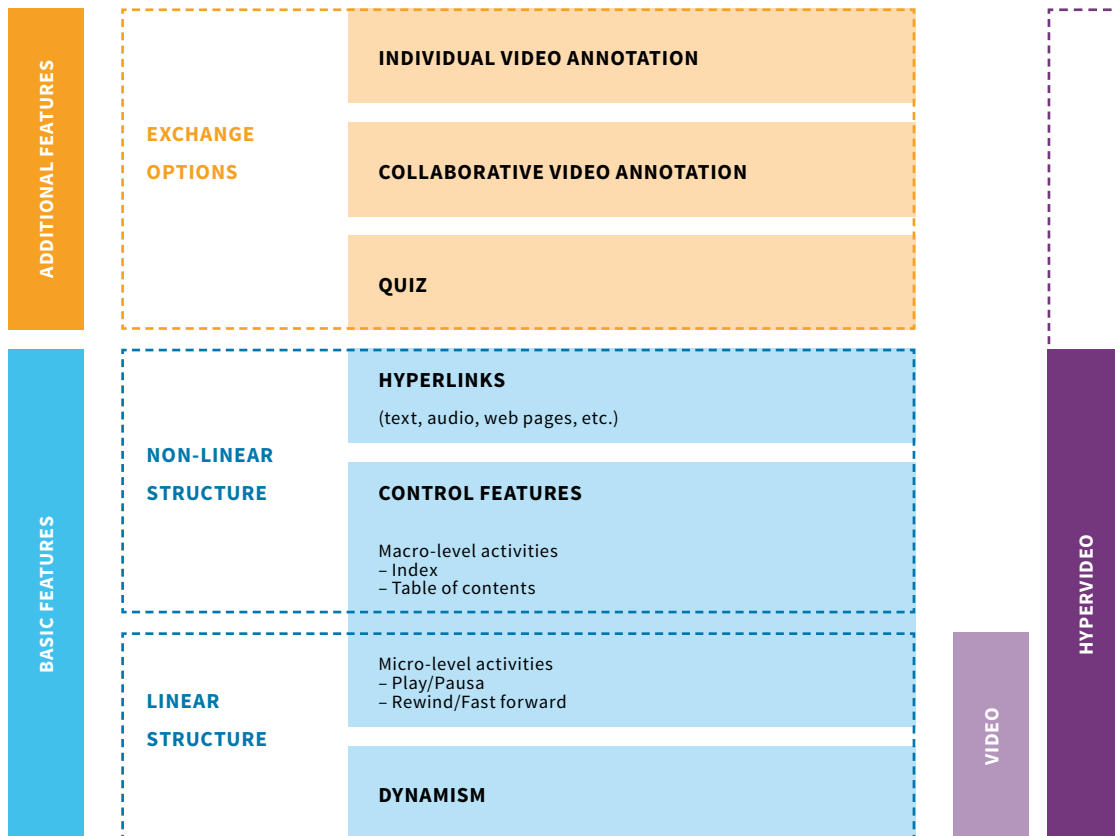 ADDITIONAL FEATURES
EXCHANGE
OPTIONS
INDIVIDUAL VIDEO ANNOTATION
COLLABORATIVE VIDEO ANNOTATION
QUIZ
BASIC FEATURES
NON-LINEAR
STRUCTURE
HYPERLINKS
(text, audio, web pages, etc.)
CONTROL FEATURES
Macro-level activities
– Index
– Table of contents
LINEAR
STRUCTURE
Micro-level activities
– Play/Pausa
– Rewind/Fast forward
DYNAMISM
VIDEO
HYPERVIDEO